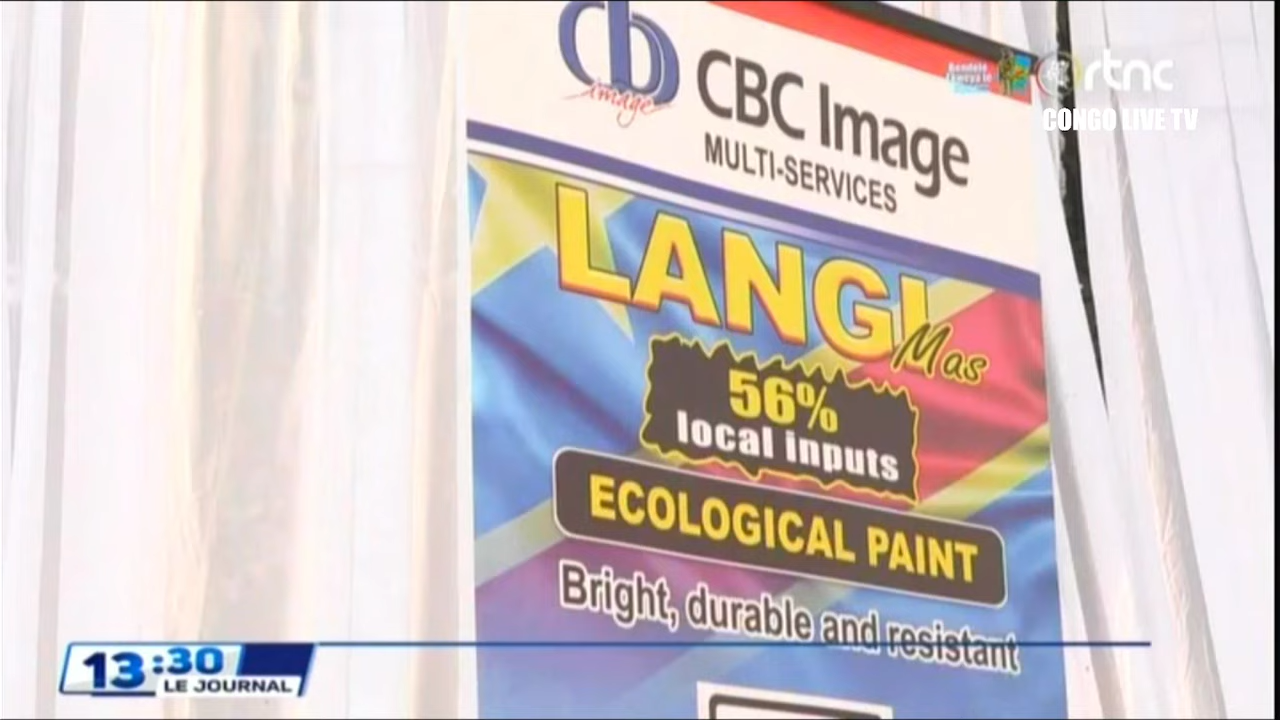 cb
image
CBC Image
MULTI-SERVICES
rtnc
CONGO LIVE TV
LANGI
Mas
56%
local inputs
ECOLOGICAL PAINT
Bright, durable and resistant
13:30
LE JOURNAL